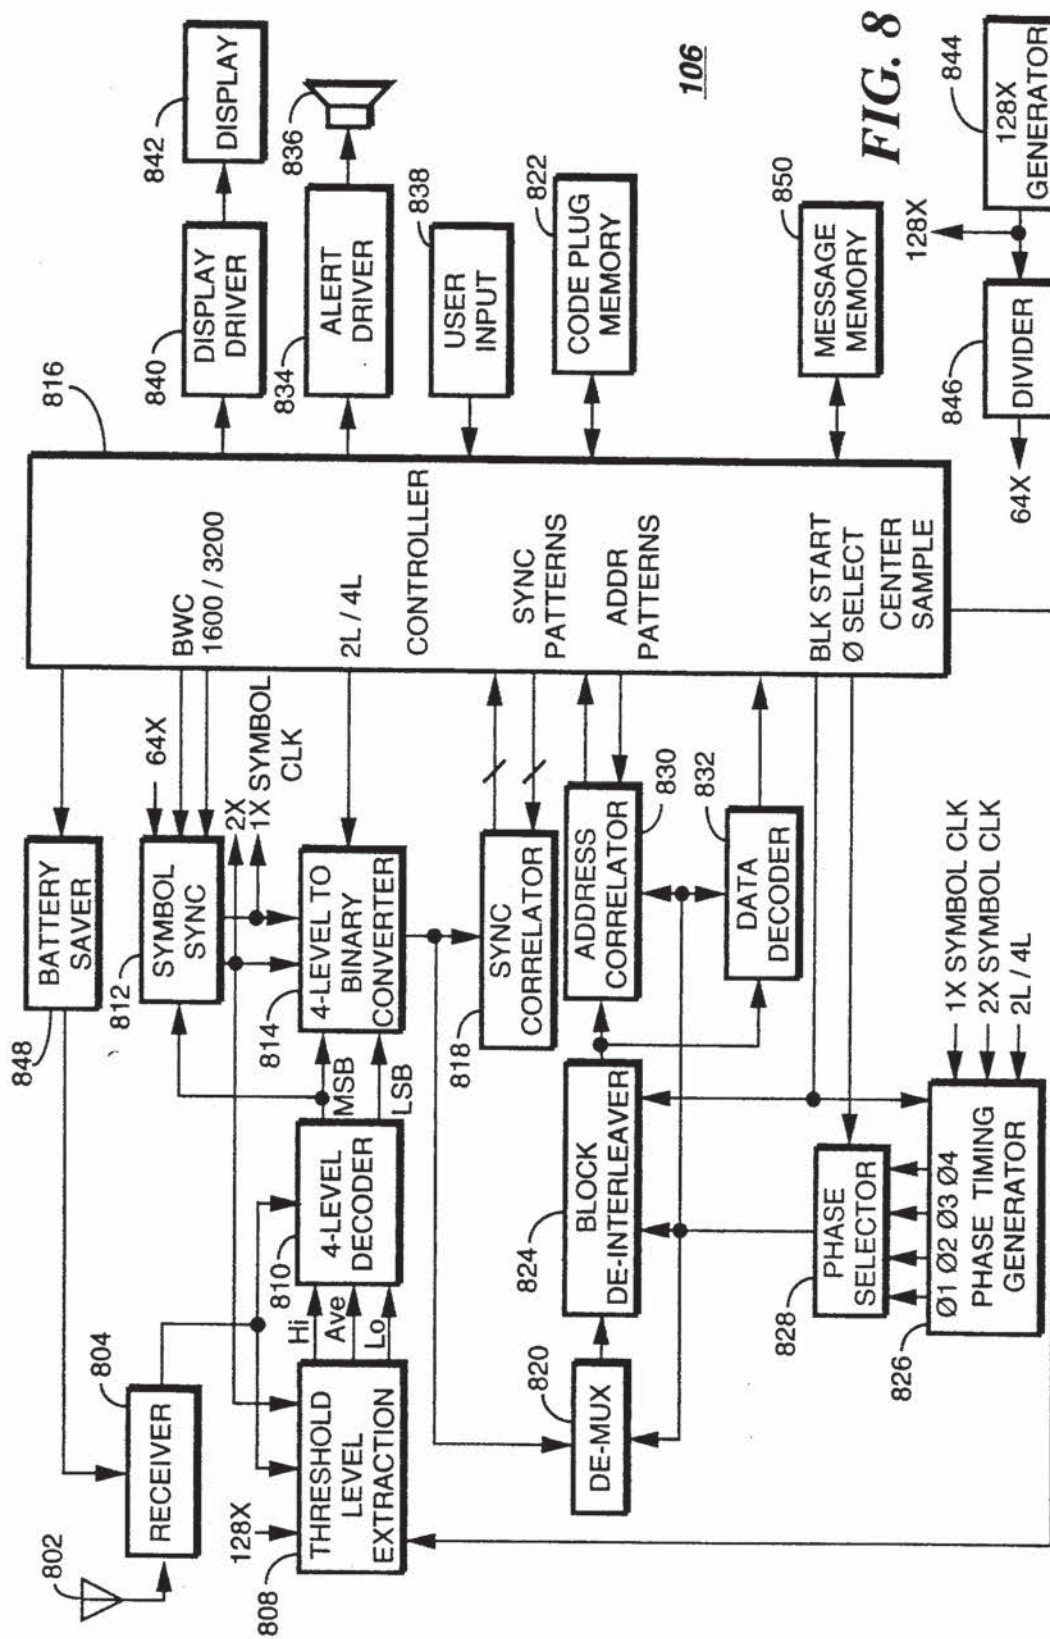 802
804
RECEIVER
848
BATTERY
SAVER
816
840
DISPLAY
DRIVER
842
DISPLAY
812
SYMBOL
SYNC
64X
BWC
1600 / 3200
2X
1X SYMBOL
CLK
834
ALERT
DRIVER
836
128X
808
THRESHOLD
LEVEL
EXTRACTION
Hi
Ave
Lo
810
4-LEVEL
DECODER
MSB
LSB
814
4-LEVEL TO
BINARY
CONVERTER
2L / 4L
CONTROLLER
USER
INPUT
838
818
SYNC
CORRELATOR
SYNC
PATTERNS
CODE PLUG
MEMORY
822
820
DE-MUX
824
BLOCK
DE-INTERLEAVER
ADDRESS
CORRELATOR
830
ADDR
PATTERNS
DATA
DECODER
832
106
828
PHASE
SELECTOR
BLK START
Ø SELECT
CENTER
SAMPLE
MESSAGE
MEMORY
850
826
Ø1 Ø2 Ø3 Ø4
PHASE TIMING
GENERATOR
1X SYMBOL CLK
2X SYMBOL CLK
2L / 4L
FIG. 8
128X
64X
846
DIVIDER
128X
GENERATOR
844